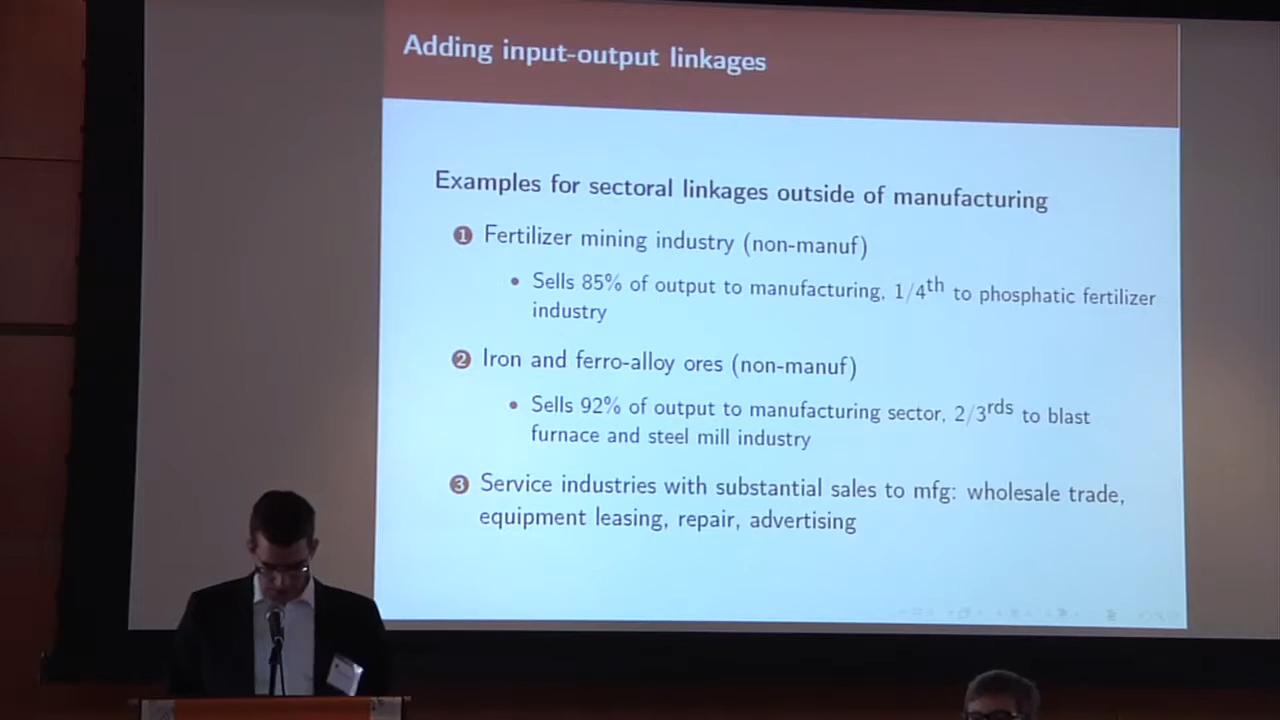 Adding input-output linkages
Examples for sectoral linkages outside of manufacturing
1 Fertilizer mining industry (non-manuf)
• Sells 85% of output to manufacturing, 1/4th to phosphatic fertilizer
industry
2 Iron and ferro-alloy ores (non-manuf)
• Sells 92% of output to manufacturing sector, 2/3rds to blast
furnace and steel mill industry
3 Service industries with substantial sales to mfg: wholesale trade,
equipment leasing, repair, advertising